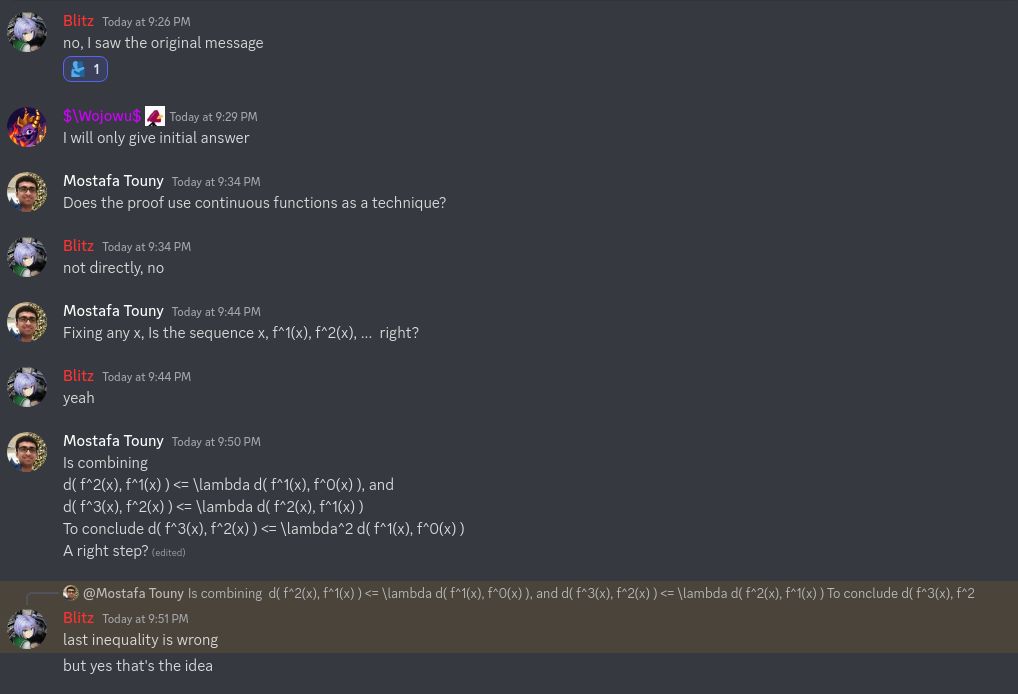 Blitz Today at 9:26 PM
no, I saw the original message
1
$\Wojowu$ Today at 9:29 PM
I will only give initial answer
Mostafa Touny Today at 9:34 PM
Does the proof use continuous functions as a technique?
Blitz Today at 9:34 PM
not directly, no
Mostafa Touny Today at 9:44 PM
Fixing any x, Is the sequence x, f^1(x), f^2(x), ... right?
Blitz Today at 9:44 PM
yeah
Mostafa Touny Today at 9:50 PM
Is combining
d( f^2(x), f^1(x) ) <= \lambda d( f^1(x), f^0(x) ), and
d( f^3(x), f^2(x) ) <= \lambda d( f^2(x), f^1(x) )
To conclude d( f^3(x), f^2(x) ) <= \lambda^2 d( f^1(x), f^0(x) )
A right step? (edited)
@Mostafa Touny Is combining d( f^2(x), f^1(x) ) <= \lambda d( f^1(x), f^0(x) ), and d( f^3(x), f^2(x) ) <= \lambda d( f^2(x), f^1(x) ) To conclude d( f^3(x), f^2
Blitz Today at 9:51 PM
last inequality is wrong
but yes that's the idea